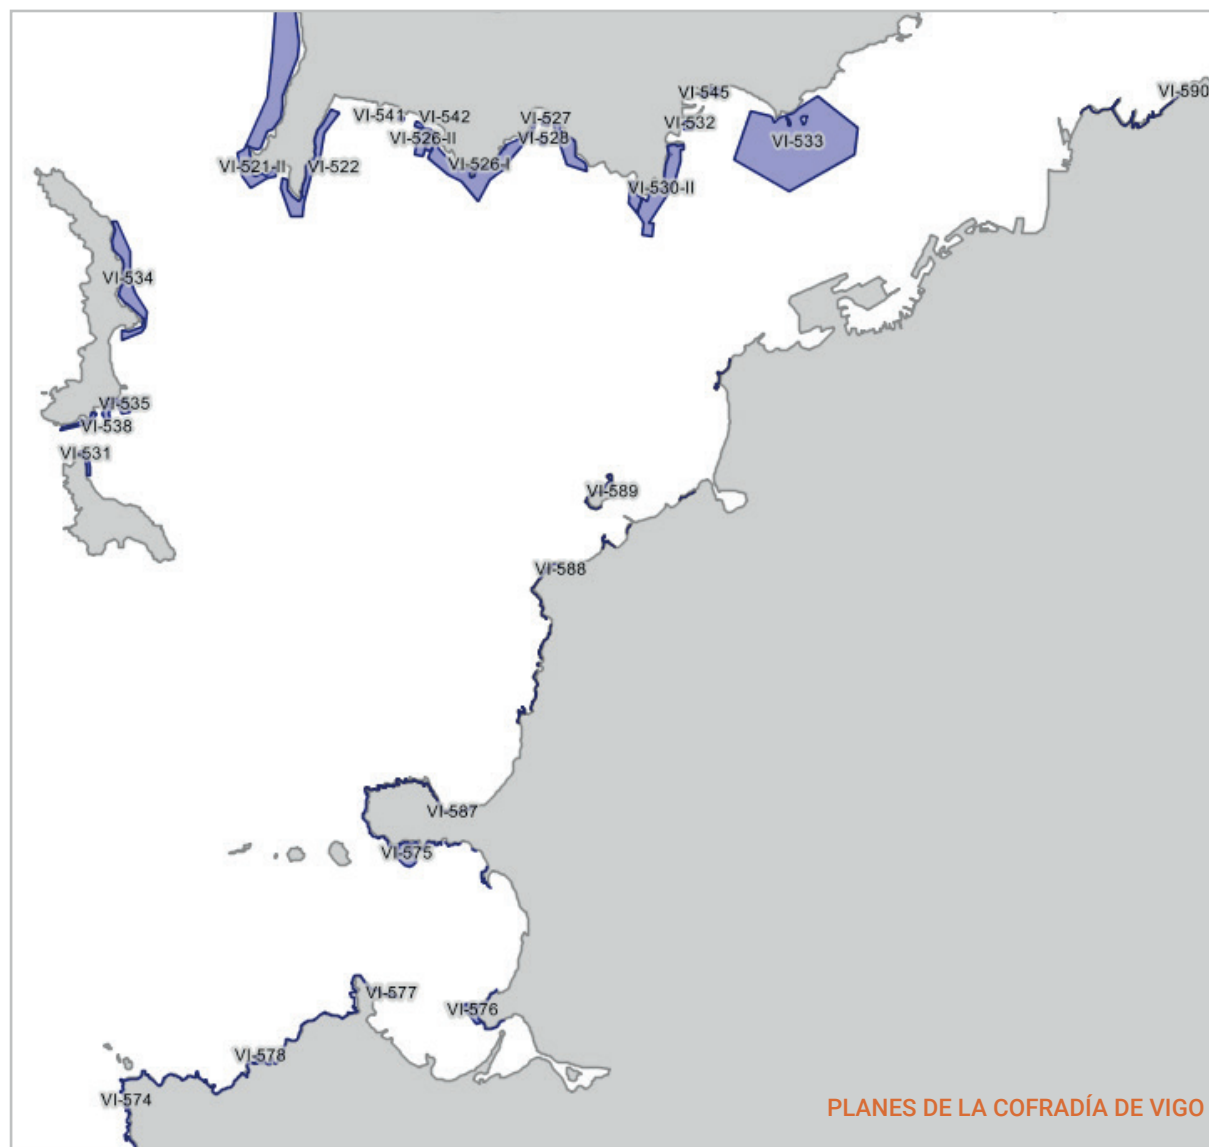 VI-545
VI-590
VI-541
VI-542
VI-527
VI-532
VI-526-II
VI-528
VI-533
VI-521-II
VI-522
VI-526-I
VI-530-II
VI-534
VI-535
VI-538
VI-531
VI-589
VI-588
VI-587
VI-575
VI-577
VI-576
VI-578
VI-574
PLANES DE LA COFRADÍA DE VIGO